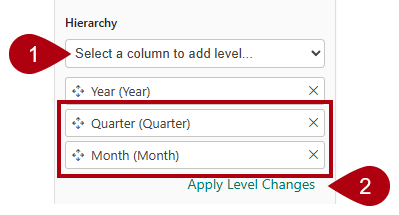 Hierarchy
1
Select a column to add level...
Year (Year)
Quarter (Quarter)
Month (Month)
Apply Level Changes
2